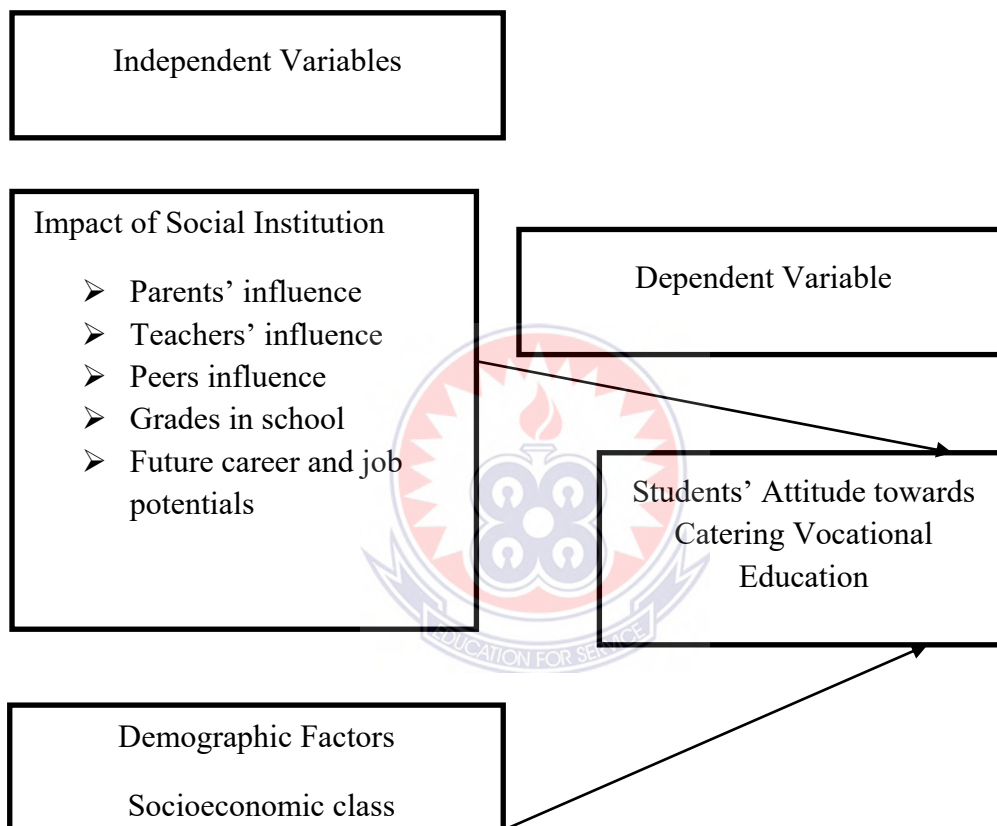 Independent Variables
Impact of Social Institution
➢ Parents’ influence
➢ Teachers’ influence
➢ Peers influence
➢ Grades in school
➢ Future career and job
potentials
Dependent Variable
Students’ Attitude towards
Catering Vocational
Education
EDUCATION FOR SERVICE
Demographic Factors
Socioeconomic class